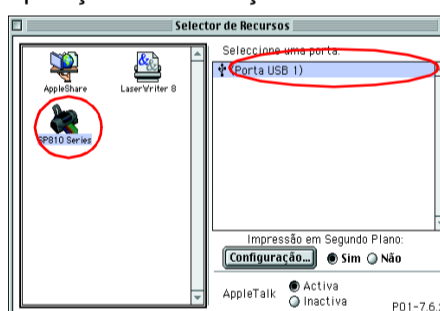 Selector de Recursos
Seleccione uma porta:
(Porta USB 1)
AppleShare
LaserWriter 8
SP810 Series
Impressão em Segundo Plano:
Configuração...
Sim
Não
AppleTalk
Activa
Inactiva